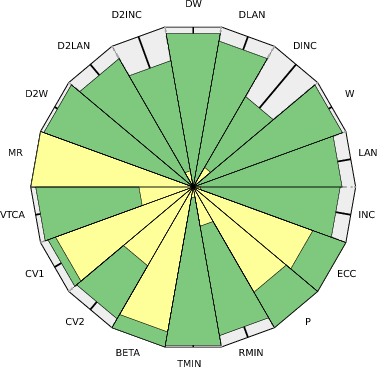 DW
D2INC
DLAN
D2LAN
DINC
D2W
W
MR
LAN
VTCA
INC
CV1
ECC
CV2
P
BETA
RMIN
TMIN